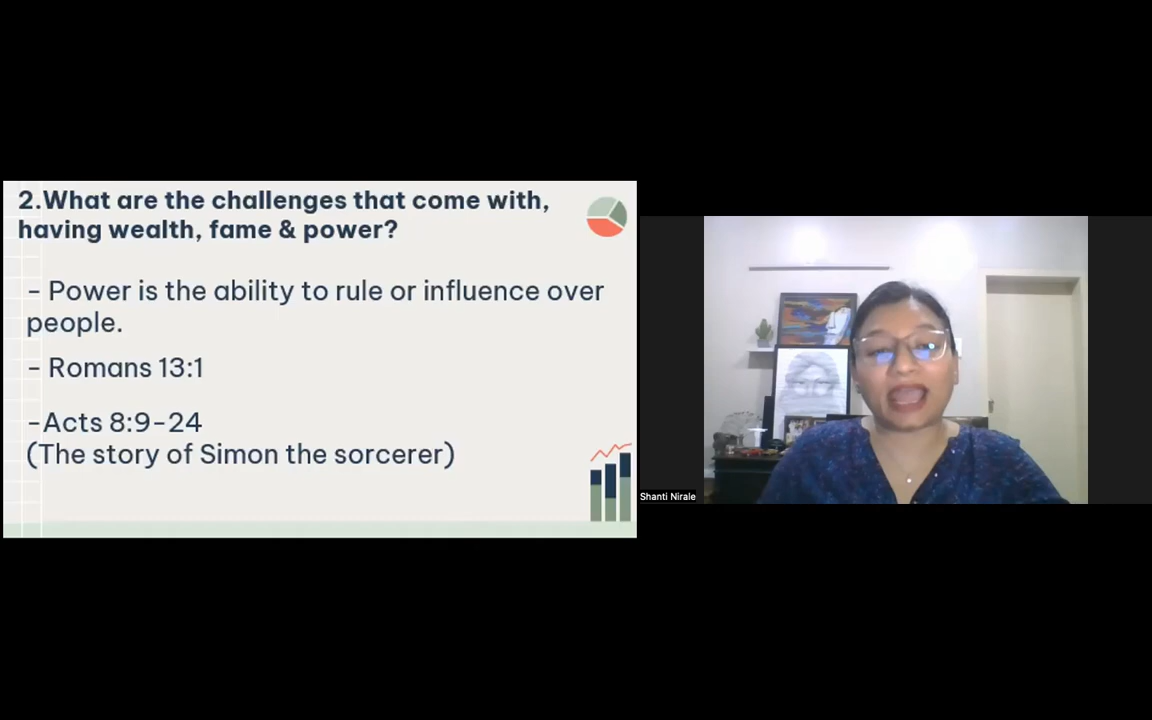 2.What are the challenges that come with,
having wealth, fame & power?
- Power is the ability to rule or influence over
people.
- Romans 13:1
-Acts 8:9-24
(The story of Simon the sorcerer)
Shanti Nirale